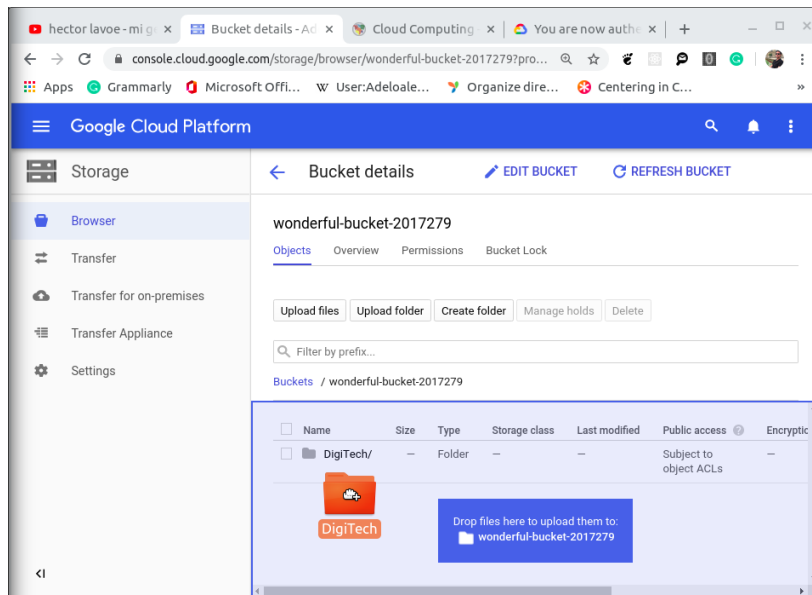 hector lavoe - mi g
Bucket details - Ad
Cloud Computing -
You are now authe
console.cloud.google.com/storage/browser/wonderful-bucket-2017279?pro...
Apps Grammarly Microsoft Offi... User:Adeloale... Organize dire... Centering in C... »
Google Cloud Platform
Storage
Bucket details
EDIT BUCKET
REFRESH BUCKET
Browser
Transfer
Transfer for on-premises
Transfer Appliance
Settings
wonderful-bucket-2017279
Objects Overview Permissions Bucket Lock
Upload files Upload folder Create folder Manage holds Delete
Filter by prefix...
Buckets / wonderful-bucket-2017279
Name Size Type Storage class Last modified Public access Encryptic
DigiTech/ — Folder — — Subject to —
object ACLs
DigiTech
Drop files here to upload them to:
wonderful-bucket-2017279